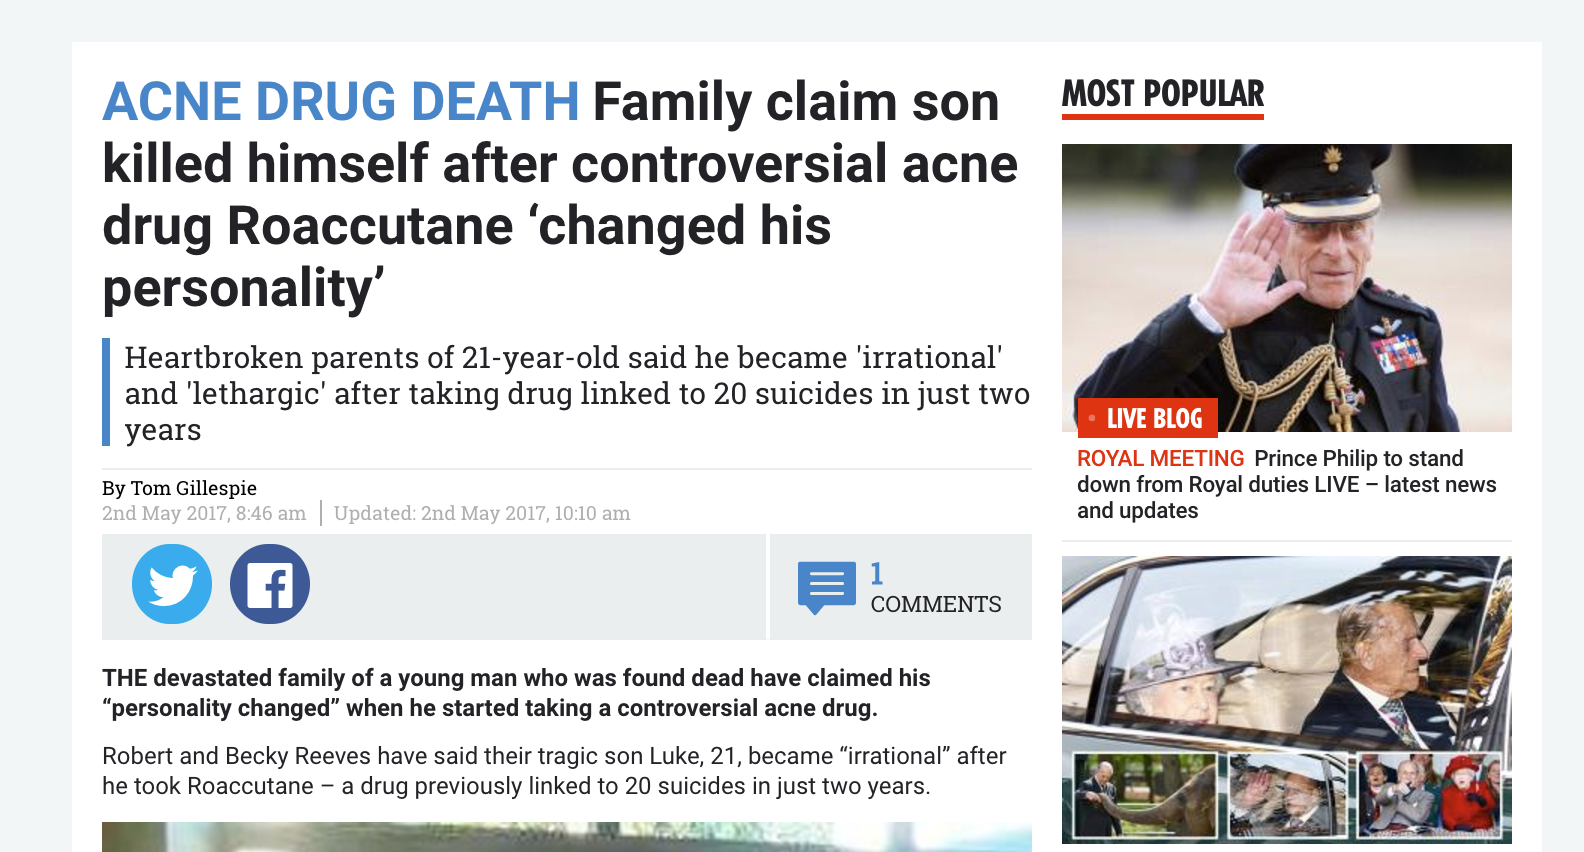 ACNE DRUG DEATH Family claim son
killed himself after controversial acne
drug Roaccutane ‘changed his
personality’
Heartbroken parents of 21-year-old said he became 'irrational'
and 'lethargic' after taking drug linked to 20 suicides in just two
years
By Tom Gillespie
2nd May 2017, 8:46 am | Updated: 2nd May 2017, 10:10 am
1
COMMENTS
THE devastated family of a young man who was found dead have claimed his
“personality changed” when he started taking a controversial acne drug.
Robert and Becky Reeves have said their tragic son Luke, 21, became “irrational” after
he took Roaccutane – a drug previously linked to 20 suicides in just two years.
MOST POPULAR
LIVE BLOG
ROYAL MEETING Prince Philip to stand
down from Royal duties LIVE – latest news
and updates